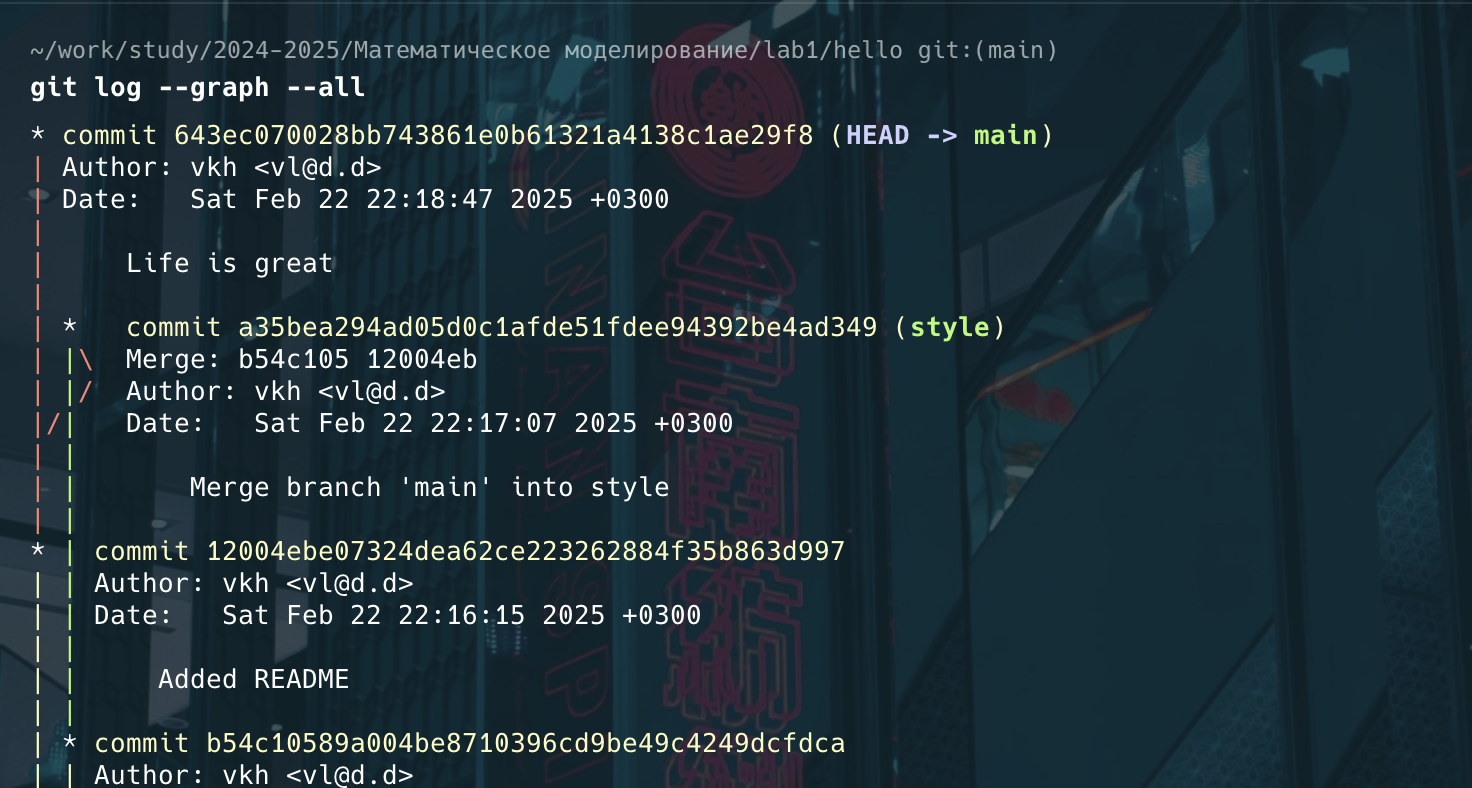 ~/work/study/2024-2025/Математическое моделирование/lab1/hello git:(main)
git log --graph --all
* commit 643ec070028bb743861e0b61321a4138c1ae29f8 (HEAD -> main)
| Author: vkh <vl@d.d>
| Date:   Sat Feb 22 22:18:47 2025 +0300
|
|     Life is great
|
| *   commit a35bea294ad05d0c1afde51fdee94392be4ad349 (style)
| |\  Merge: b54c105 12004eb
| |/  Author: vkh <vl@d.d>
|/|   Date:   Sat Feb 22 22:17:07 2025 +0300
| |
| |       Merge branch 'main' into style
| |
* | commit 12004ebe07324dea62ce223262884f35b863d997
| | Author: vkh <vl@d.d>
| | Date:   Sat Feb 22 22:16:15 2025 +0300
| |
| |     Added README
| |
| * commit b54c10589a004be8710396cd9be49c4249dcfdca
| | Author: vkh <vl@d.d>